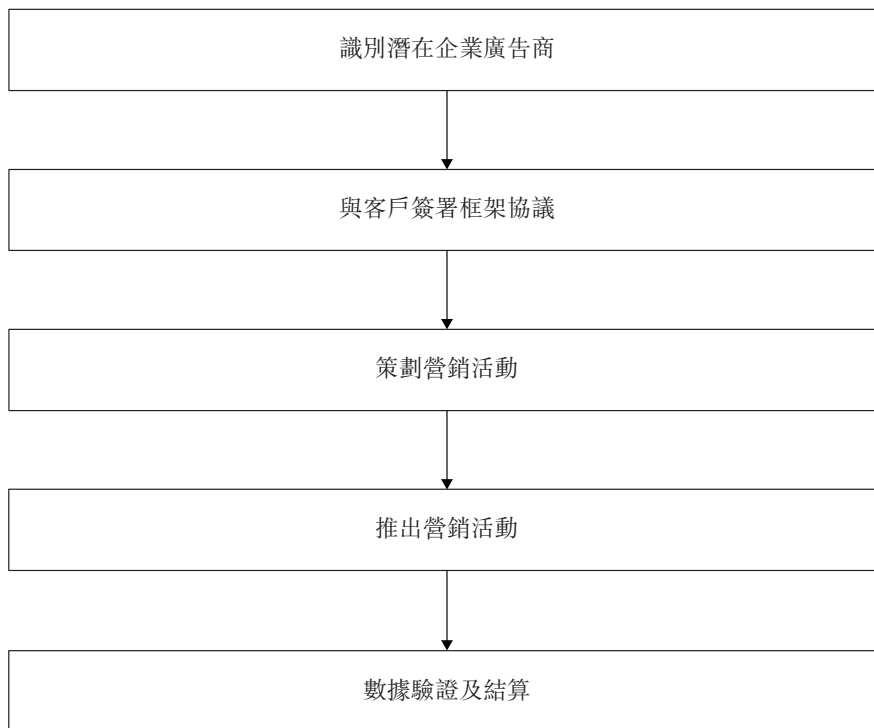 識別潛在企業廣告商
與客戶簽署框架協議
策劃營銷活動
推出營銷活動
數據驗證及結算